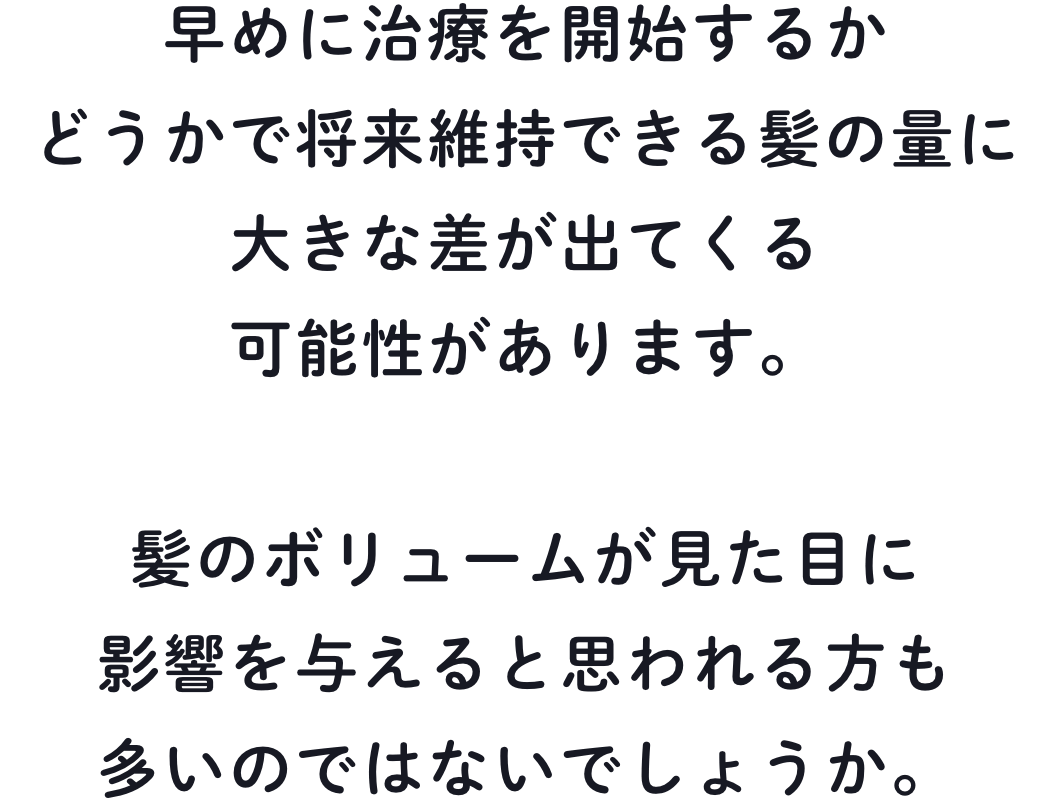 早めに治療を開始するか
どうかで将来維持できる髪の量に
大きな差が出てくる
可能性があります。
髪のボリュームが見た目に
影響を与えると思われる方も
多いのではないでしょうか。